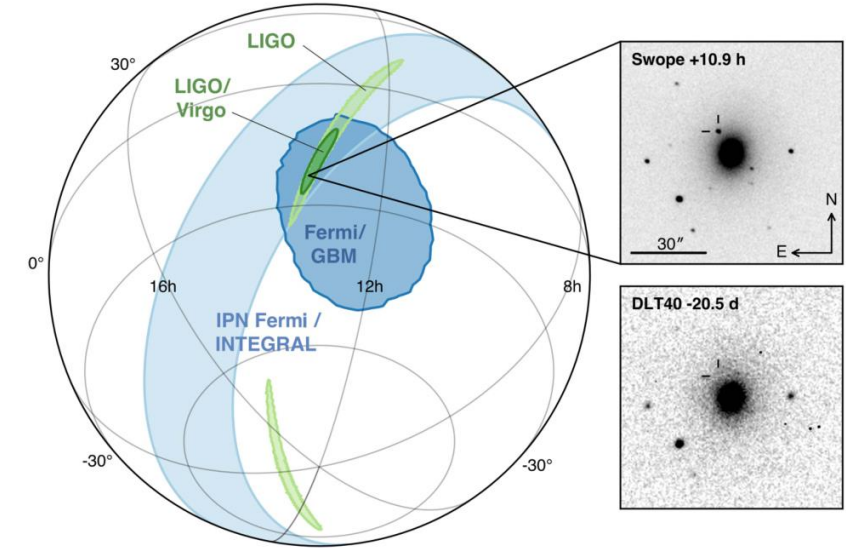 LIGO
LIGO/
Virgo
30°
0°
-30°
-30°
16h
12h
8h
Fermi/
GBM
IPN Fermi /
INTEGRAL
Swope +10.9 h
30″
N
E
DLT40 -20.5 d